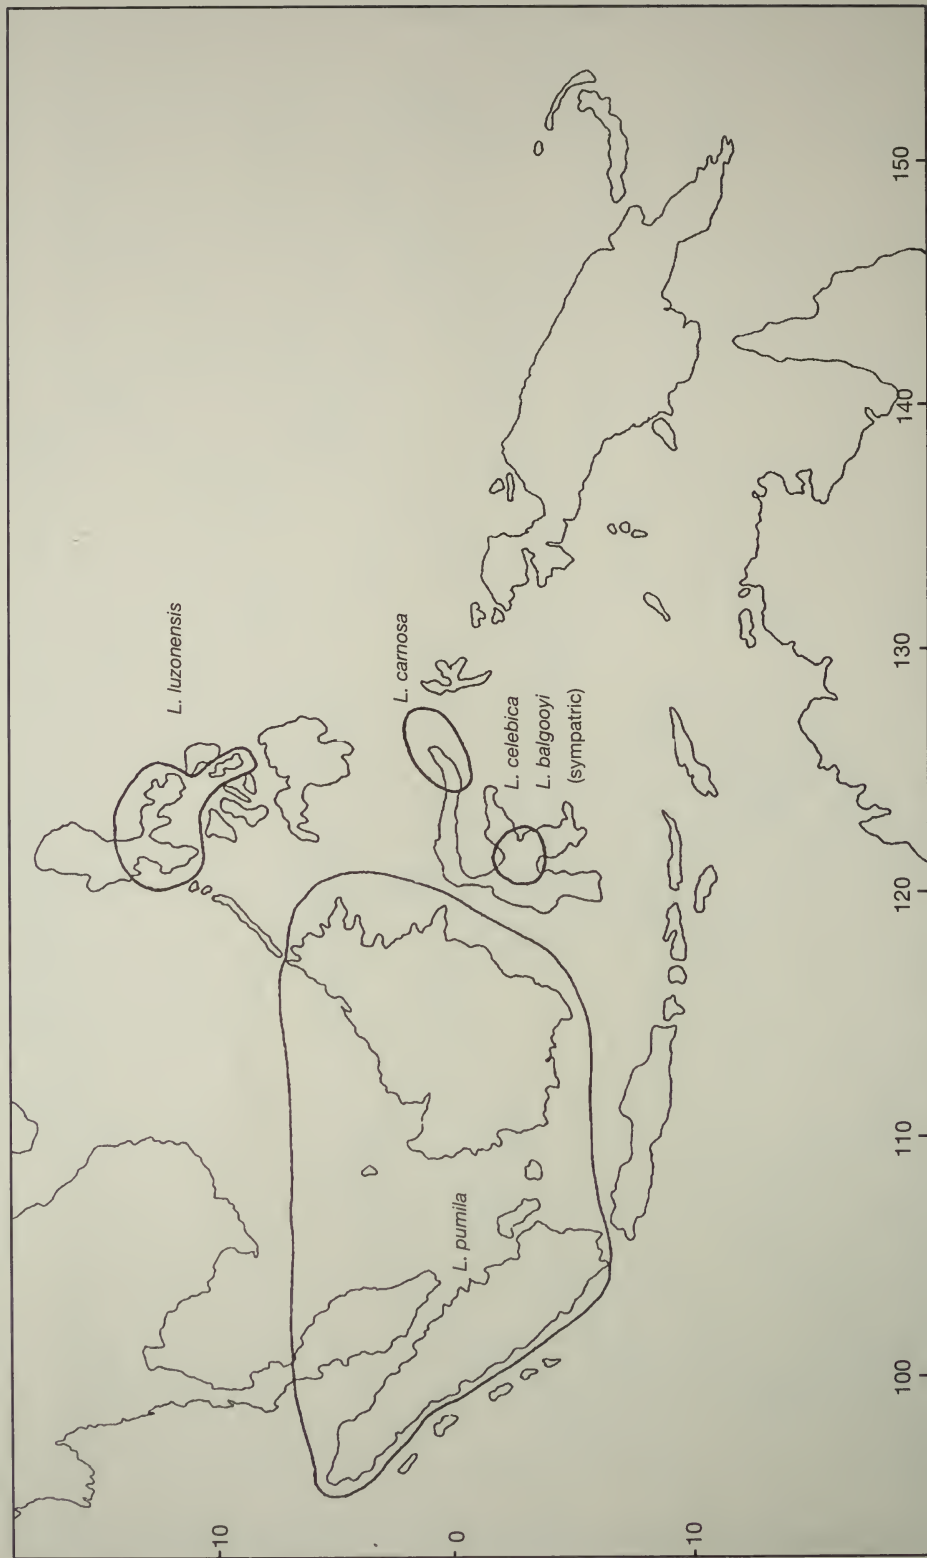 L. luzonensis
L. carnosa
L. celebica
L. balgooyi
(sympatric)
L. pumila
10
0
10
100
110
120
130
140
150